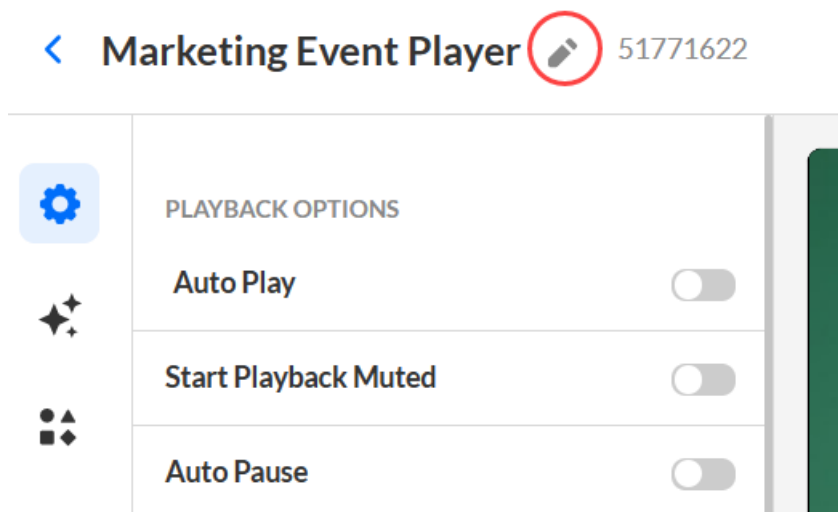 Marketing Event Player 51771622
PLAYBACK OPTIONS
Auto Play
Start Playback Muted
Auto Pause